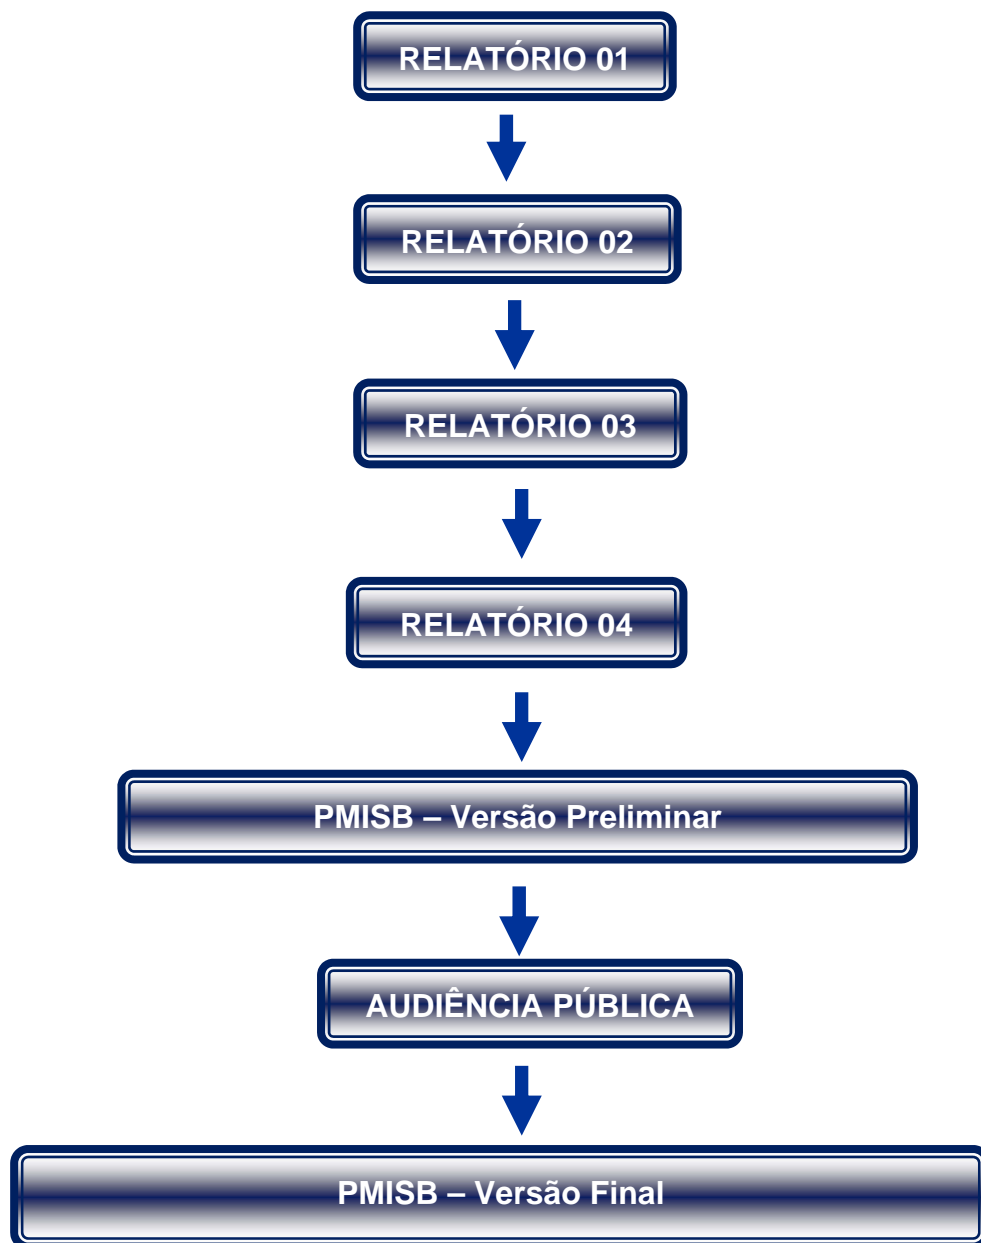 RELATÓRIO 01
RELATÓRIO 02
RELATÓRIO 03
RELATÓRIO 04
PMISB – Versão Preliminar
AUDIÊNCIA PÚBLICA
PMISB – Versão Final